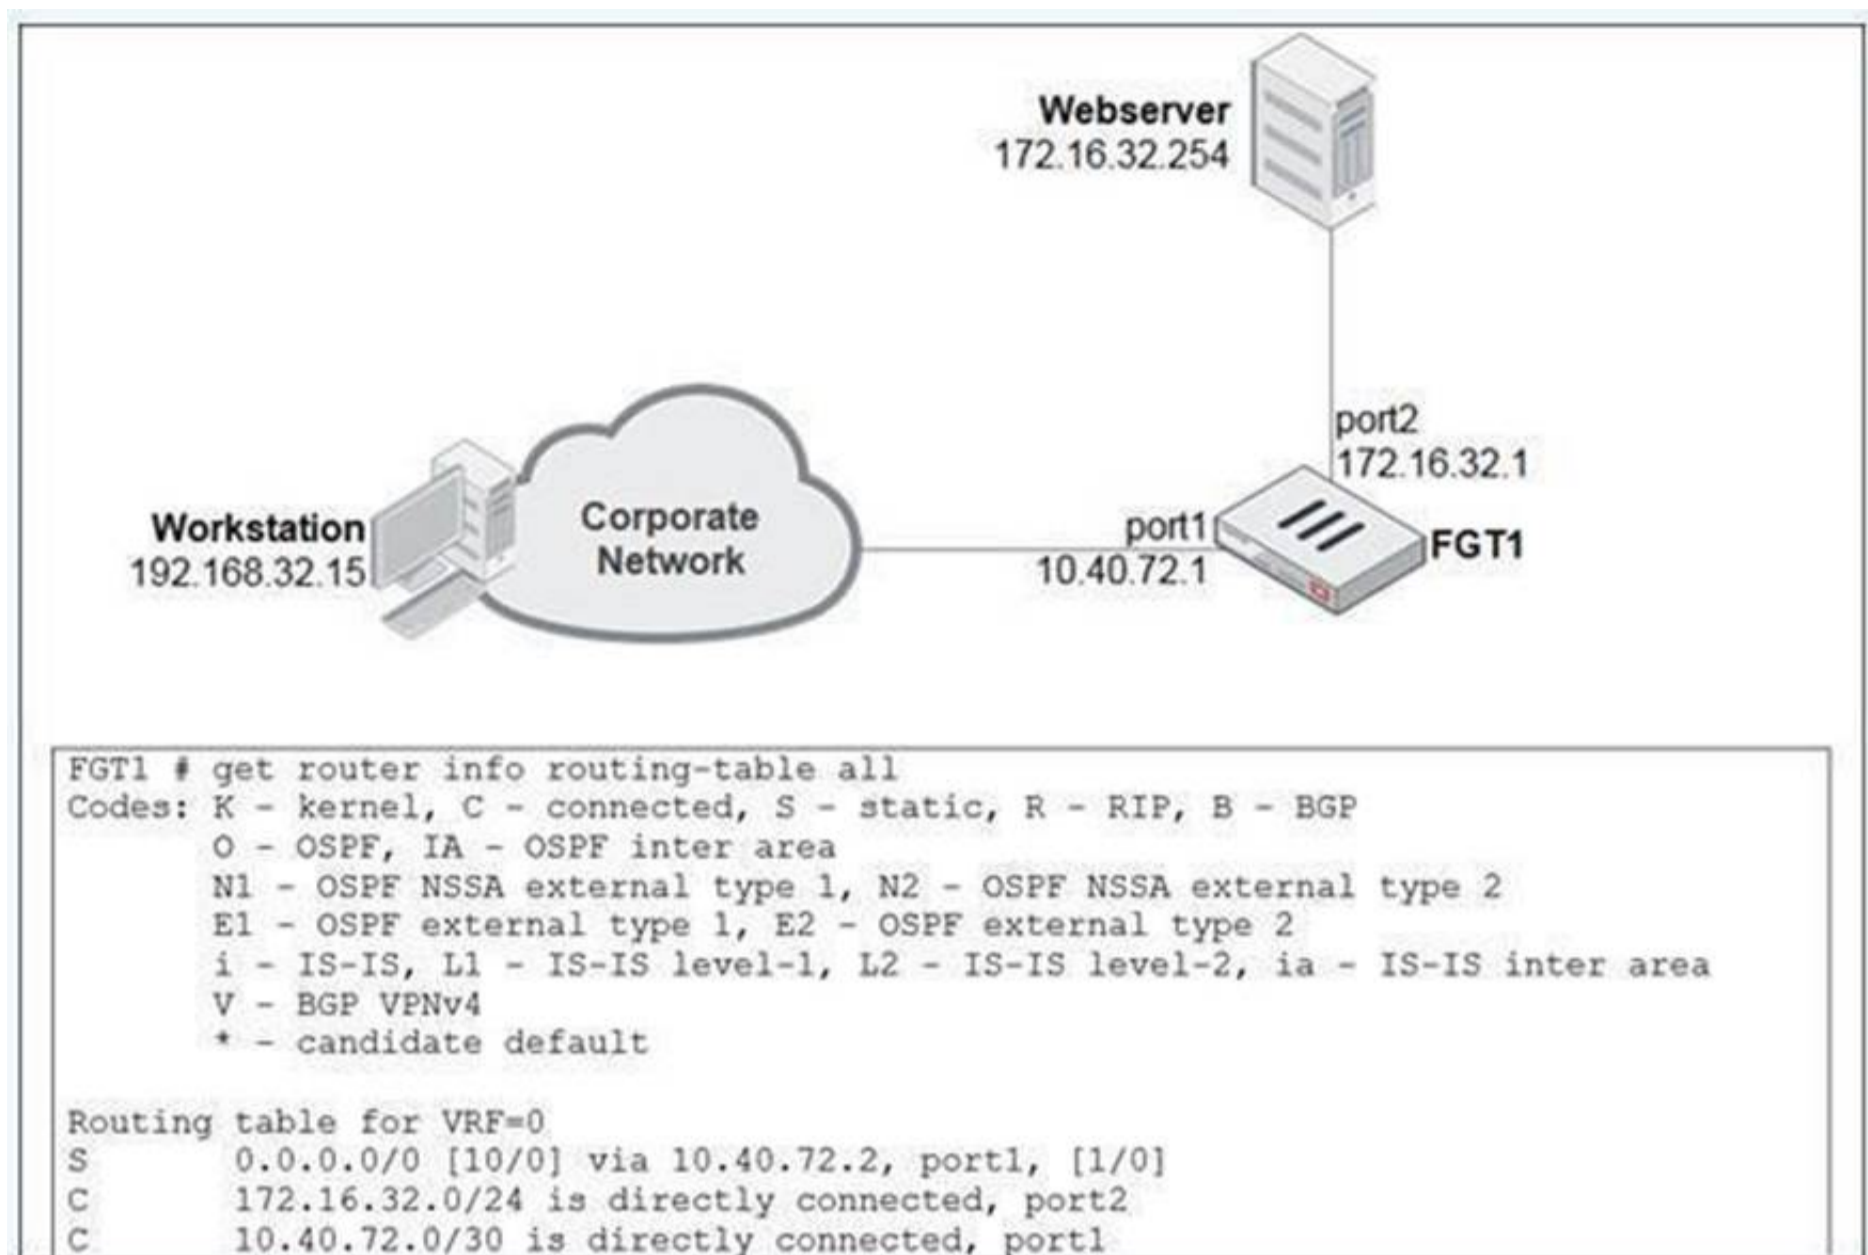 Webserver
172.16.32.254
port2
172.16.32.1
Workstation
192.168.32.15
Corporate
Network
port1
10.40.72.1
FGT1
FGT1 # get router info routing-table all
Codes: K - kernel, C - connected, S - static, R - RIP, B - BGP
O - OSPF, IA - OSPF inter area
N1 - OSPF NSSA external type 1, N2 - OSPF NSSA external type 2
E1 - OSPF external type 1, E2 - OSPF external type 2
i - IS-IS, L1 - IS-IS level-1, L2 - IS-IS level-2, ia - IS-IS inter area
V - BGP VPNv4
* - candidate default
Routing table for VRF=0
S 0.0.0.0/0 [10/0] via 10.40.72.2, port1, [1/0]
C 172.16.32.0/24 is directly connected, port2
C 10.40.72.0/30 is directly connected, port1